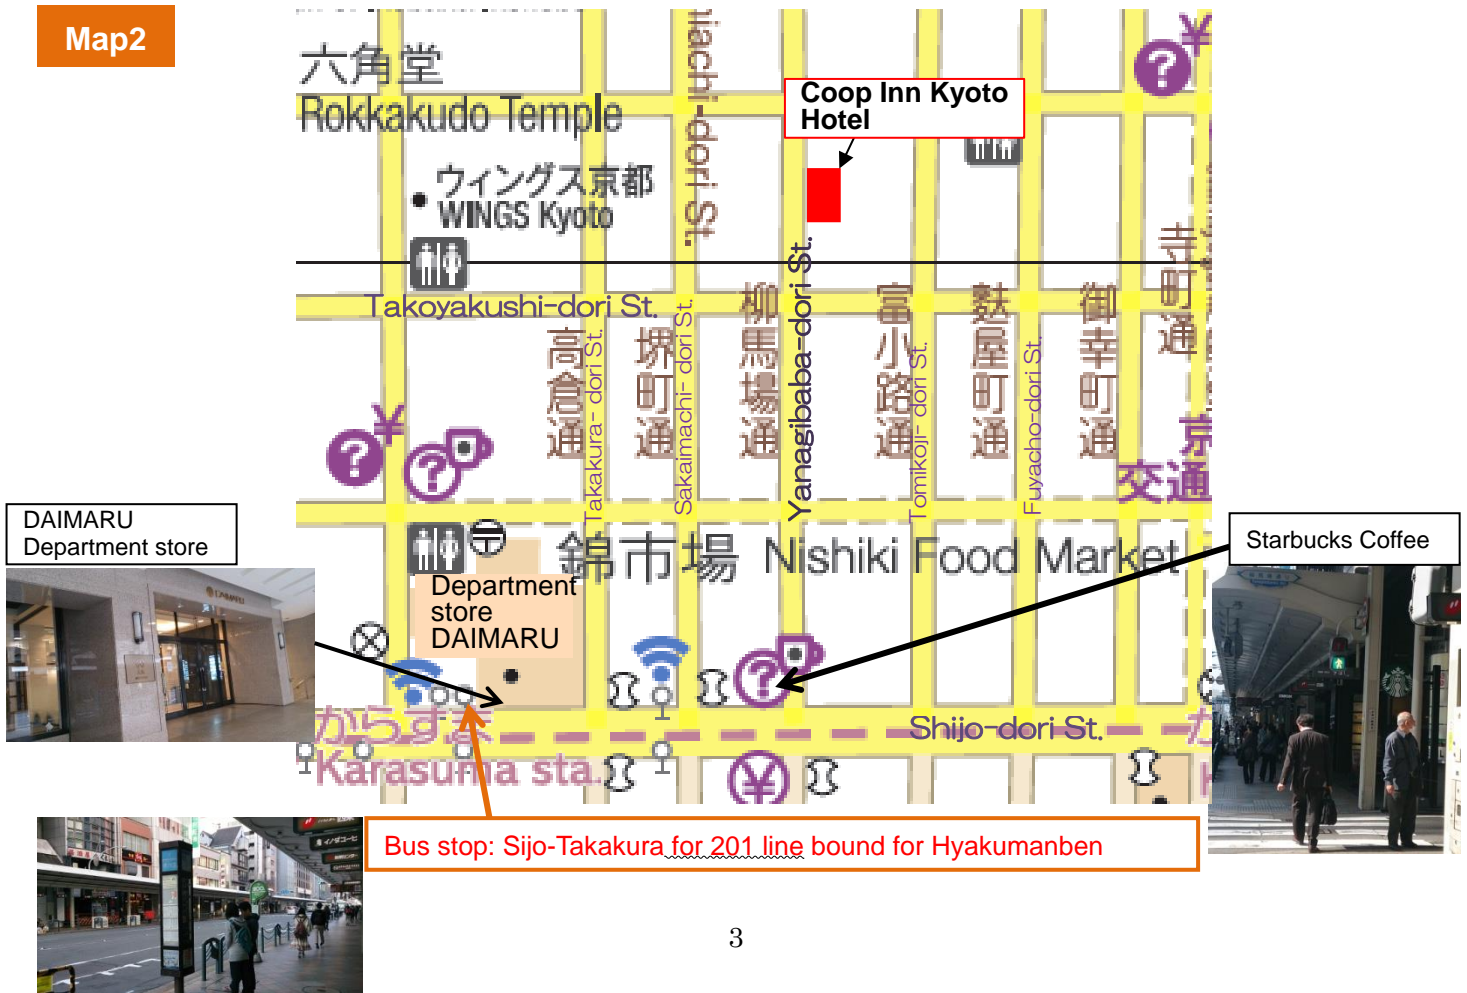 Map2
六角堂
Rokkakudo Temple
ウィングス京都
WINGS Kyoto
Coop Inn Kyoto
Hotel
?
¥
Takoyakushi-dori St.
高倉通
Takakura- dori St.
堺町通
Sakaimachi- dori St.
柳馬場通
Yanagibaba-dori St.
富小路通
Tomikoji- dori St.
麩屋町通
Fuyacho-dori St.
御幸町通
?
¥
?
交通
DAIMARU
Department store
DAIMARU
〒
Department
store
DAIMARU
錦市場 Nishiki Food Market
Starbucks Coffee
?
Shijo-dori St.
からすま
Karasuma sta.
¥
Bus stop: Sijo-Takakura for 201 line bound for Hyakumanben
3